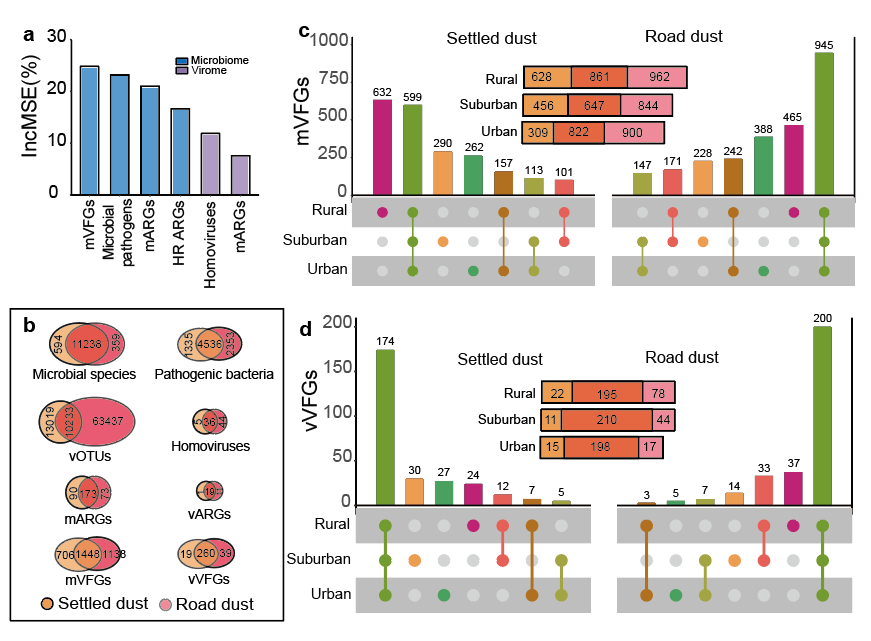 a
IncMSE(%)
30
20
10
0
Microbiome
Virome
mVFGs
Microbial
pathogens
mARGs
HR ARGs
Homoviruses
mARGs
b
594 11238 359
Microbial species
1335 4536 2353
Pathogenic bacteria
13019 10233 63437
vOTUs
5 36 44
Homoviruses
90 173 73
mARGs
19
vARGs
706 1448 1138
mVFGs
19 260 39
vVFGs
Settled dust
Road dust
c
mVFGs
1000
750
500
250
0
Settled dust
Road dust
Rural 628 861 962
Suburban 456 647 844
Urban 309 822 900
632 599 290 262 157 113 101
147 171 228 242 388 465 945
Rural
Suburban
Urban
d
vVFGs
200
150
100
50
0
Settled dust
Road dust
Rural 22 195 78
Suburban 11 210 44
Urban 15 198 17
174 30 27 24 12 7 5
3 5 7 14 33 37 200
Rural
Suburban
Urban